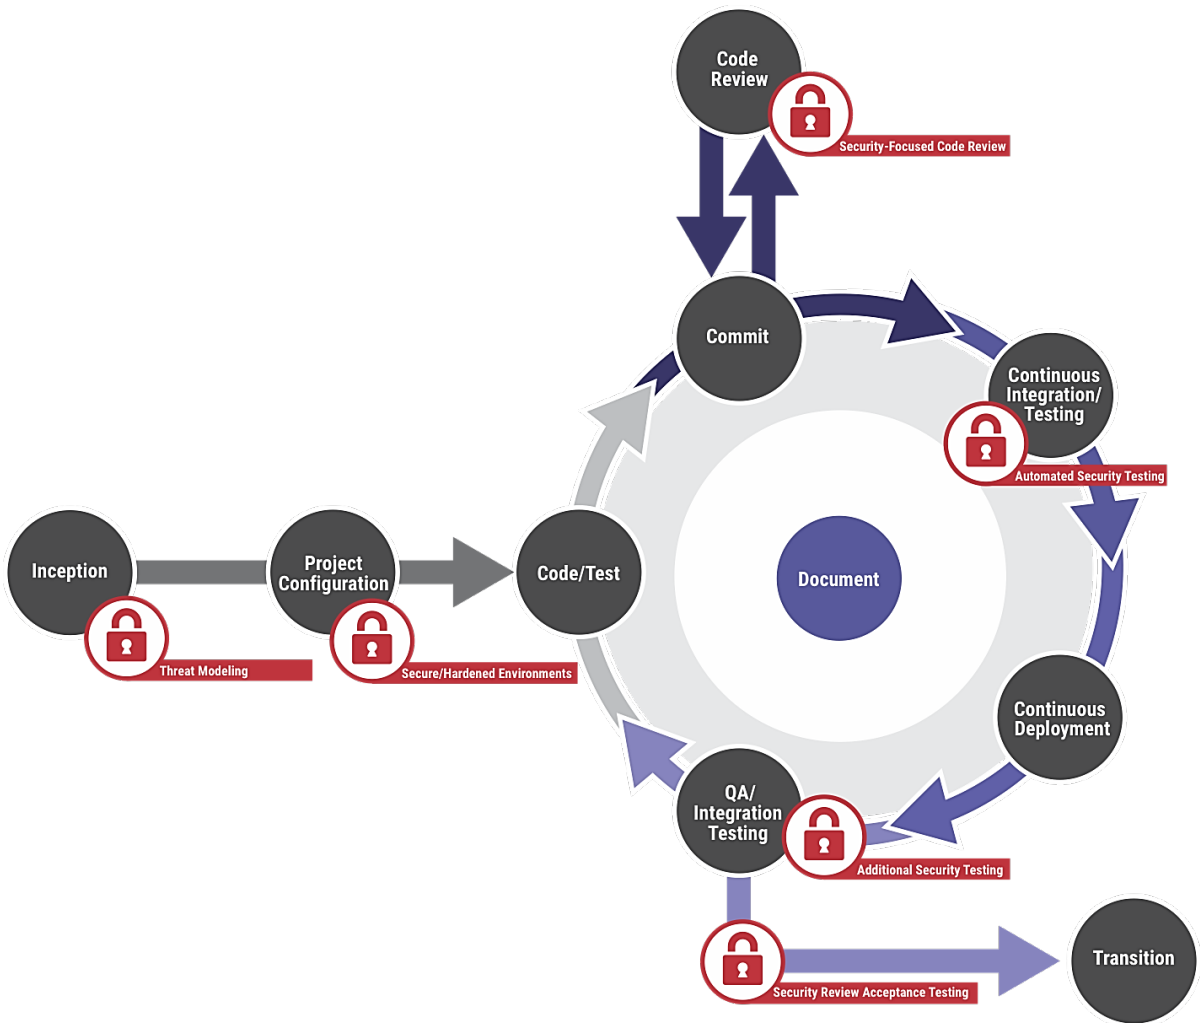 Code
Review
Security-Focused Code Review
Commit
Continuous
Integration/
Testing
Automated Security Testing
Inception
Threat Modeling
Project
Configuration
Secure/Hardened Environments
Code/Test
Document
Continuous
Deployment
QA/
Integration
Testing
Additional Security Testing
Security Review Acceptance Testing
Transition